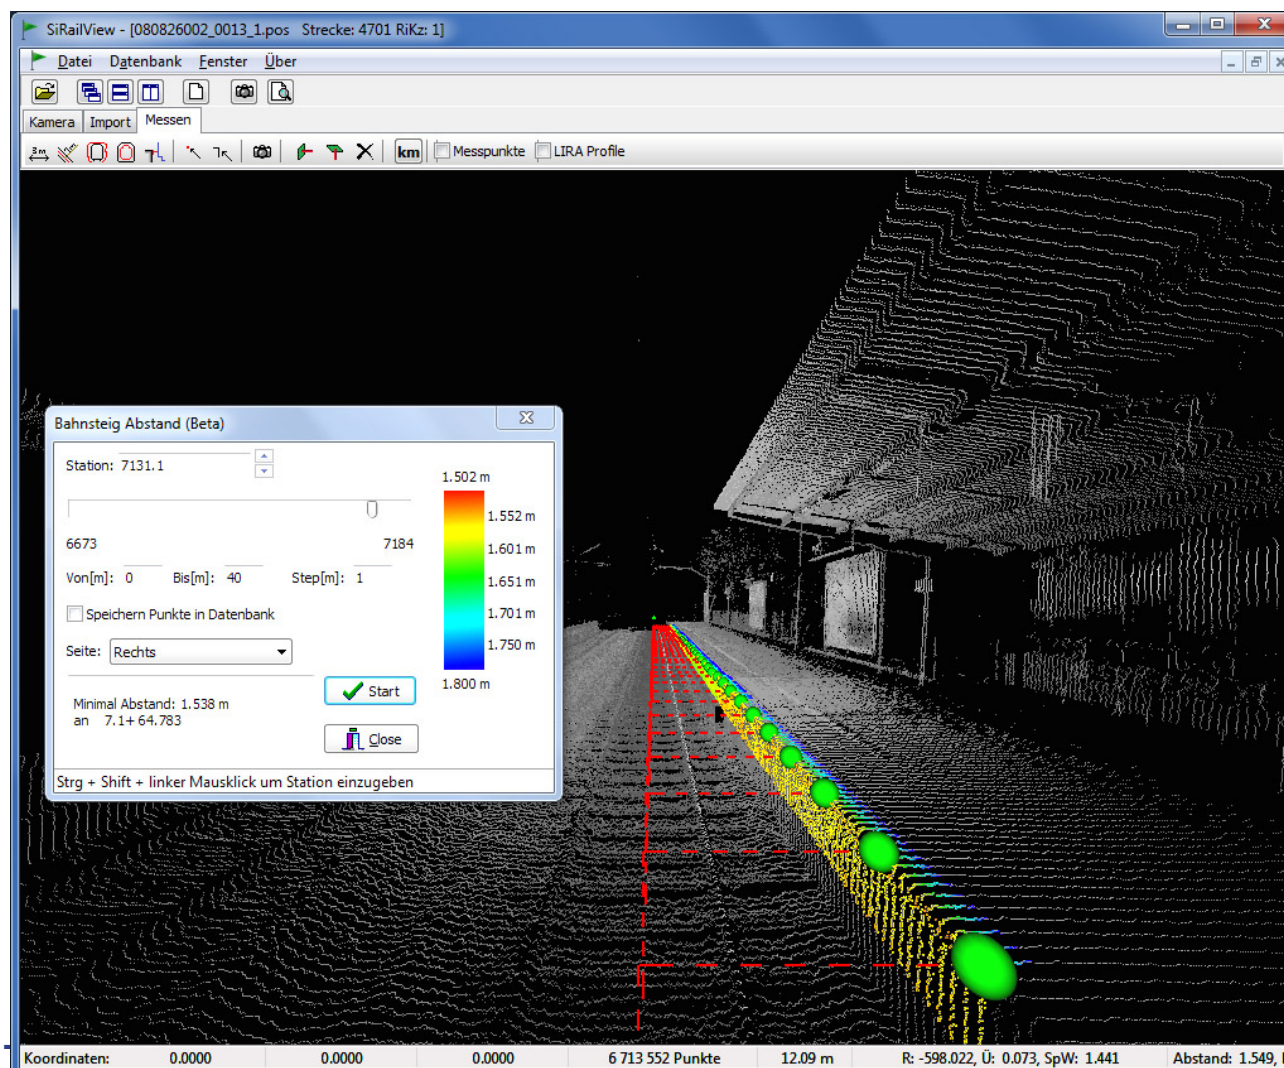 SiRailView - [080826002_0013_1.pos Strecke: 4701 RiKz: 1]
Datei Datenbank Fenster Über
Kamera Import Messen
3m km Messpunkte LIRA Profile
Bahnsteig Abstand (Beta)
Station: 7131.1
6673 7184
Von[m]: 0 Bis[m]: 40 Step[m]: 1
Speichern Punkte in Datenbank
Seite: Rechts
Minimal Abstand: 1.538 m
an 7.1+ 64.783
Start
Close
1.502 m
1.552 m
1.601 m
1.651 m
1.701 m
1.750 m
1.800 m
Strg + Shift + linker Mausklick um Station einzugeben
Koordinaten: 0.0000 0.0000 0.0000 6 713 552 Punkte 12.09 m R: -598.022, Ü: 0.073, SpW: 1.441 Abstand: 1.549,